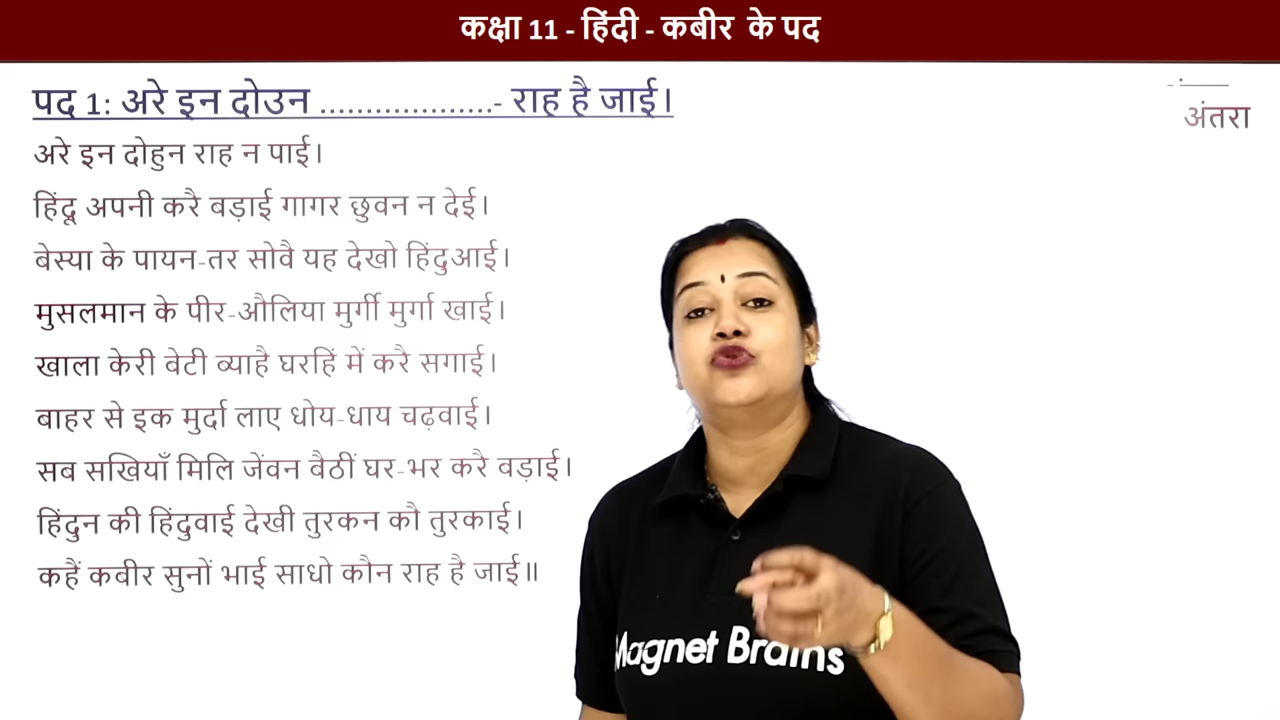 कक्षा 11 - हिंदी - कबीर के पद
पद 1: अरे इन दोउन ...................- राह है जाई।
अंतरा
अरे इन दोहुन राह न पाई।
हिंदू अपनी करै बड़ाई गागर छुवन न देई।
बेस्या के पायन-तर सोवै यह देखो हिंदुआई।
मुसलमान के पीर-औलिया मुर्गी मुर्गा खाई।
खाला केरी बेटी ब्याहै घरहिं में करै सगाई।
बाहर से इक मुर्दा लाए धोय-धाय चढ़वाई।
सब सखियाँ मिलि जेंवन बैठीं घर-भर करै बड़ाई।
हिंदुन की हिंदुवाई देखी तुरकन कौ तुरकाई।
कहैं कबीर सुनों भाई साधो कौन राह है जाई॥
Magnet Brains